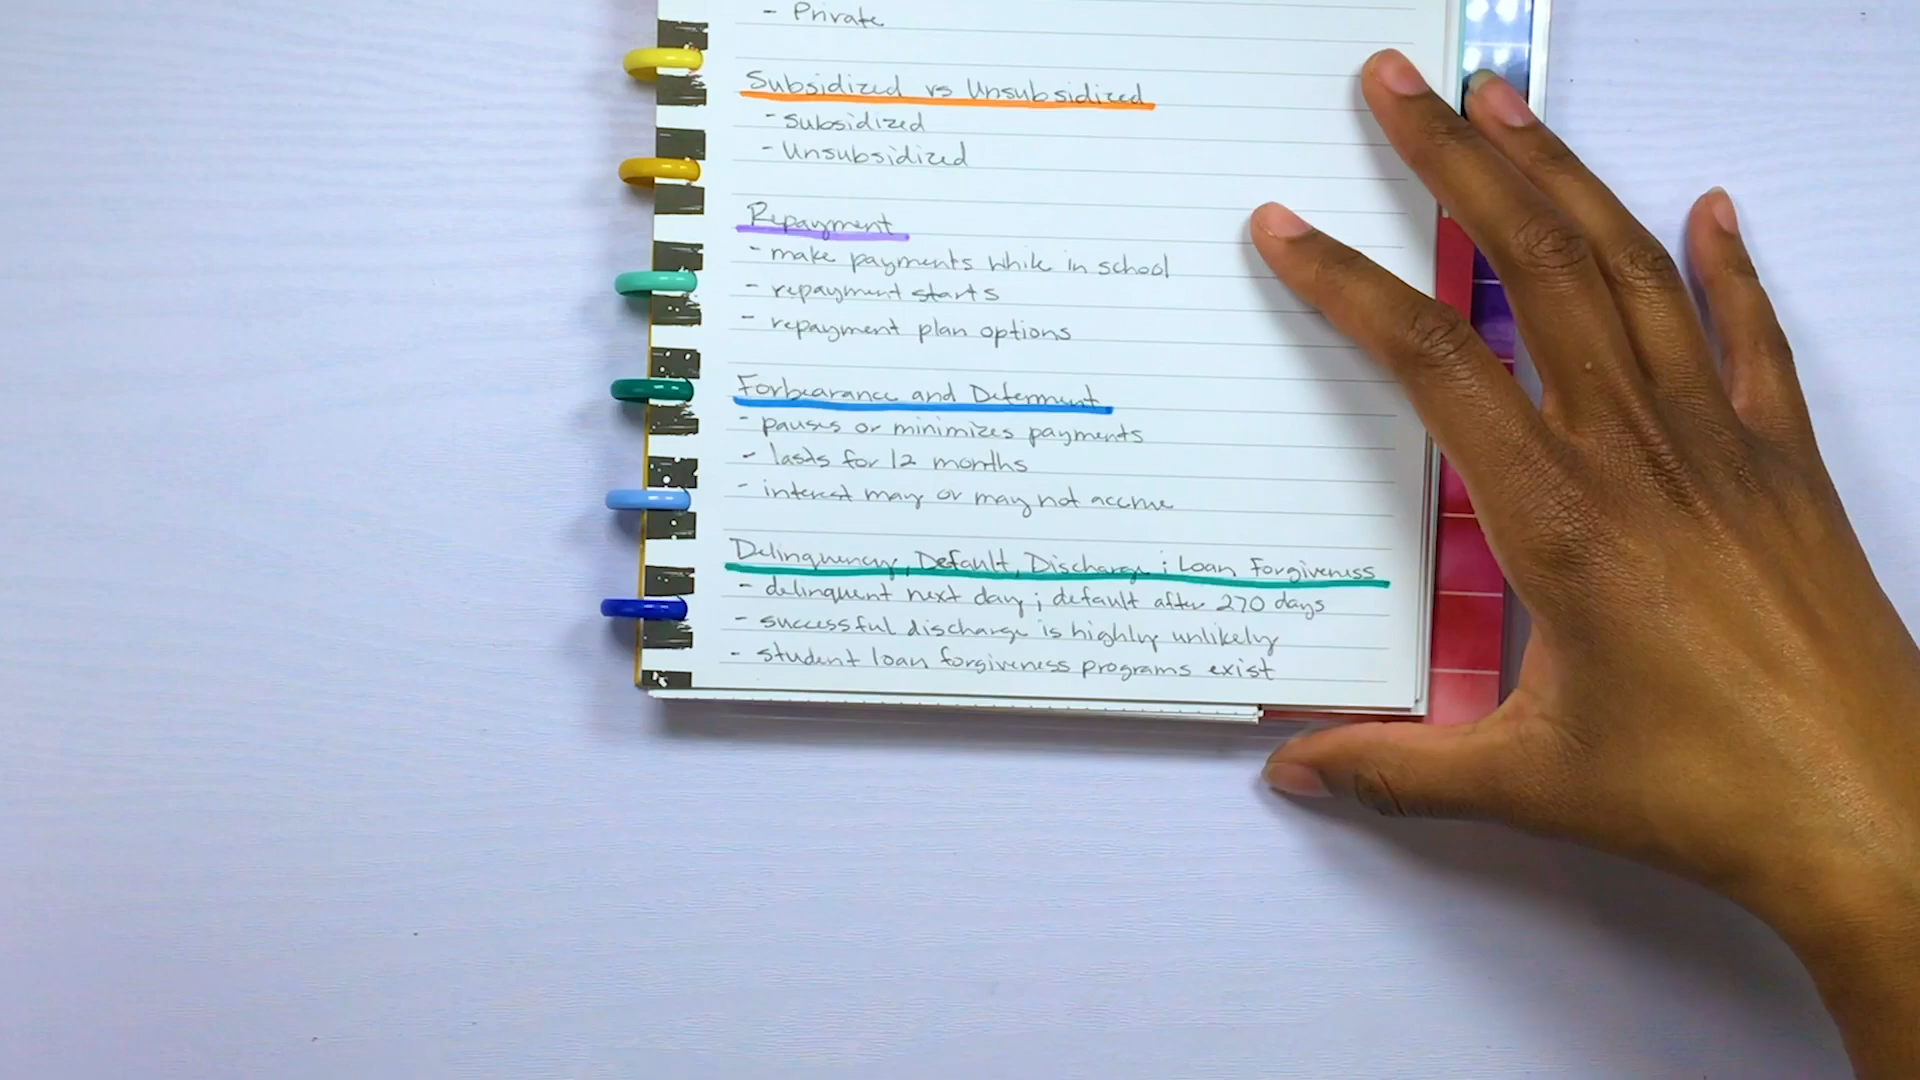 - Private
Subsidized vs Unsubsidized
- Subsidized
- Unsubsidized
Repayment
- make payments while in school
- repayment starts
- repayment plan options
Forbearance and Deferment
- pauses or minimizes payments
- lasts for 12 months
- interest may or may not accrue
Delinquency, Default, Discharge ; Loan Forgiveness
- delinquent next day ; default after 270 days
- successful discharge is highly unlikely
- student loan forgiveness programs exist